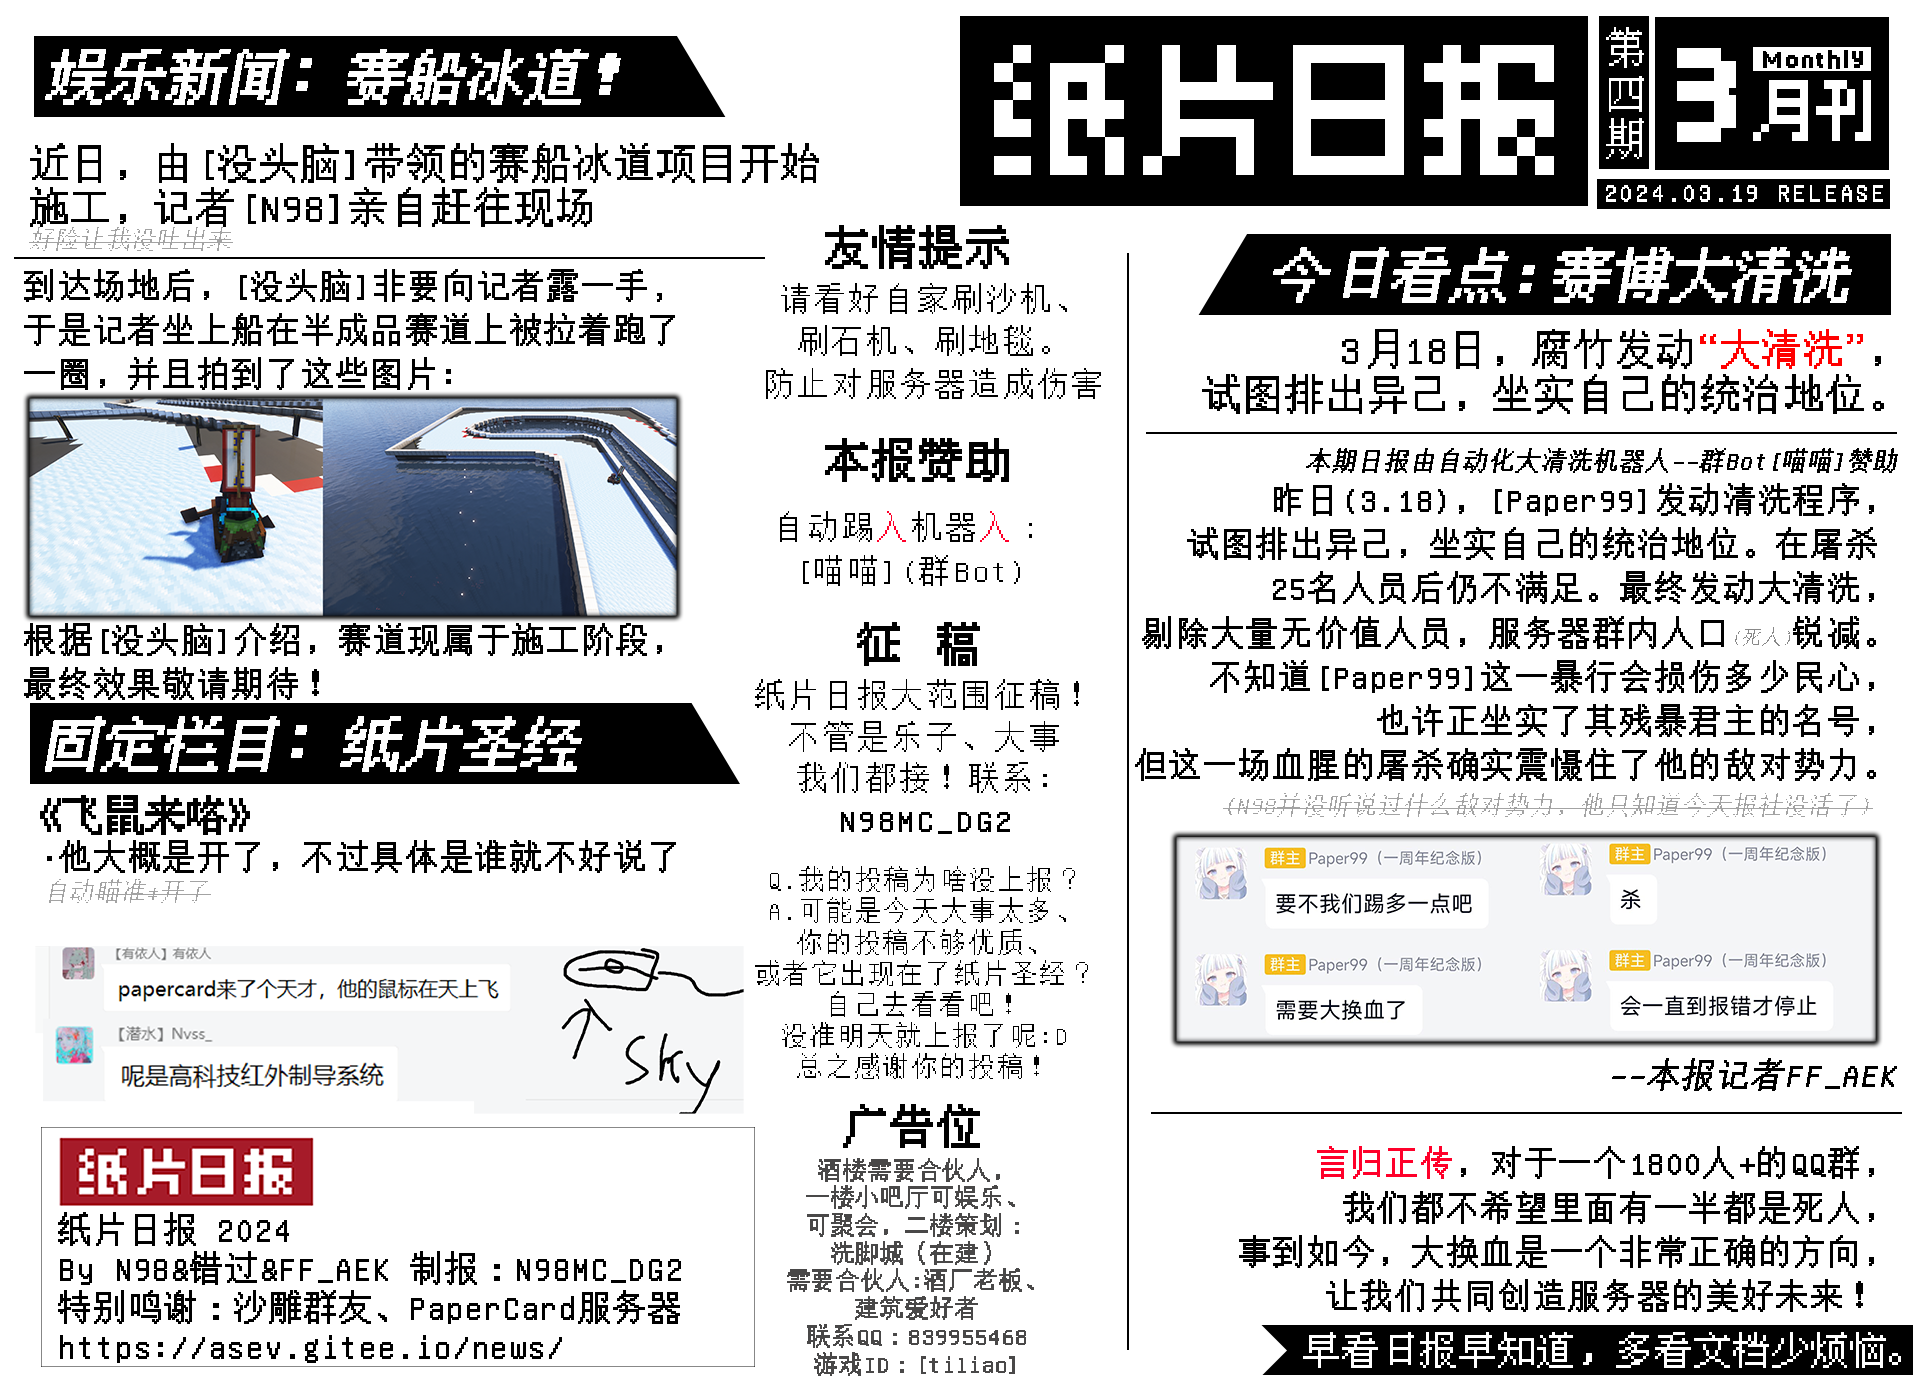 纸片日报
第四期
3
Monthly
月刊
2024.03.19 RELEASE
娱乐新闻：赛船冰道！
近日，由[没头脑]带领的赛船冰道项目开始
施工，记者[N98]亲自赶往现场
好险让我没吐出来
到达场地后，[没头脑]非要向记者露一手，
于是记者坐上船在半成品赛道上被拉着跑了
一圈，并且拍到了这些图片：
根据[没头脑]介绍，赛道现属于施工阶段，
最终效果敬请期待！
固定栏目：纸片圣经
《飞鼠来咯》
·他大概是开了，不过具体是谁就不好说了
自动瞄准±开了
【有依人】有依人
papercard来了个天才，他的鼠标在天上飞
【潜水】Nvss_
呢是高科技红外制导系统
sky
纸片日报
纸片日报 2024
By N98&错过&FF_AEK 制报：N98MC_DG2
特别鸣谢：沙雕群友、PaperCard服务器
https://asev.gitee.io/news/
友情提示
请看好自家刷沙机、
刷石机、刷地毯。
防止对服务器造成伤害
本报赞助
自动踢入机器入：
[喵喵](群Bot)
征 稿
纸片日报大范围征稿！
不管是乐子、大事
我们都接！联系：
N98MC_DG2
Q.我的投稿为啥没上报？
A.可能是今天大事太多、
你的投稿不够优质、
或者它出现在了纸片圣经？
自己去看看吧！
没准明天就上报了呢:D
总之感谢你的投稿！
广告位
酒楼需要合伙人，
一楼小吧厅可娱乐、
可聚会，二楼策划：
洗脚城（在建）
需要合伙人:酒厂老板、
建筑爱好者
联系QQ：839955468
游戏ID：[tiliao]
今日看点：赛博大清洗
3月18日，腐竹发动“大清洗”，
试图排出异己，坐实自己的统治地位。
本期日报由自动化大清洗机器人--群Bot[喵喵]赞助
昨日(3.18)，[Paper99]发动清洗程序，
试图排出异己，坐实自己的统治地位。在屠杀
25名人员后仍不满足。最终发动大清洗，
剔除大量无价值人员，服务器群内人口(死人)锐减。
不知道[Paper99]这一暴行会损伤多少民心，
也许正坐实了其残暴君主的名号，
但这一场血腥的屠杀确实震慑住了他的敌对势力。
(N98并没听说过什么敌对势力，他只知道今天报社没活了)
群主 Paper99（一周年纪念版）
要不我们踢多一点吧
群主 Paper99（一周年纪念版）
杀
群主 Paper99（一周年纪念版）
需要大换血了
群主 Paper99（一周年纪念版）
会一直到报错才停止
--本报记者FF_AEK
言归正传，对于一个1800人+的QQ群，
我们都不希望里面有一半都是死人，
事到如今，大换血是一个非常正确的方向，
让我们共同创造服务器的美好未来！
早看日报早知道，多看文档少烦恼。